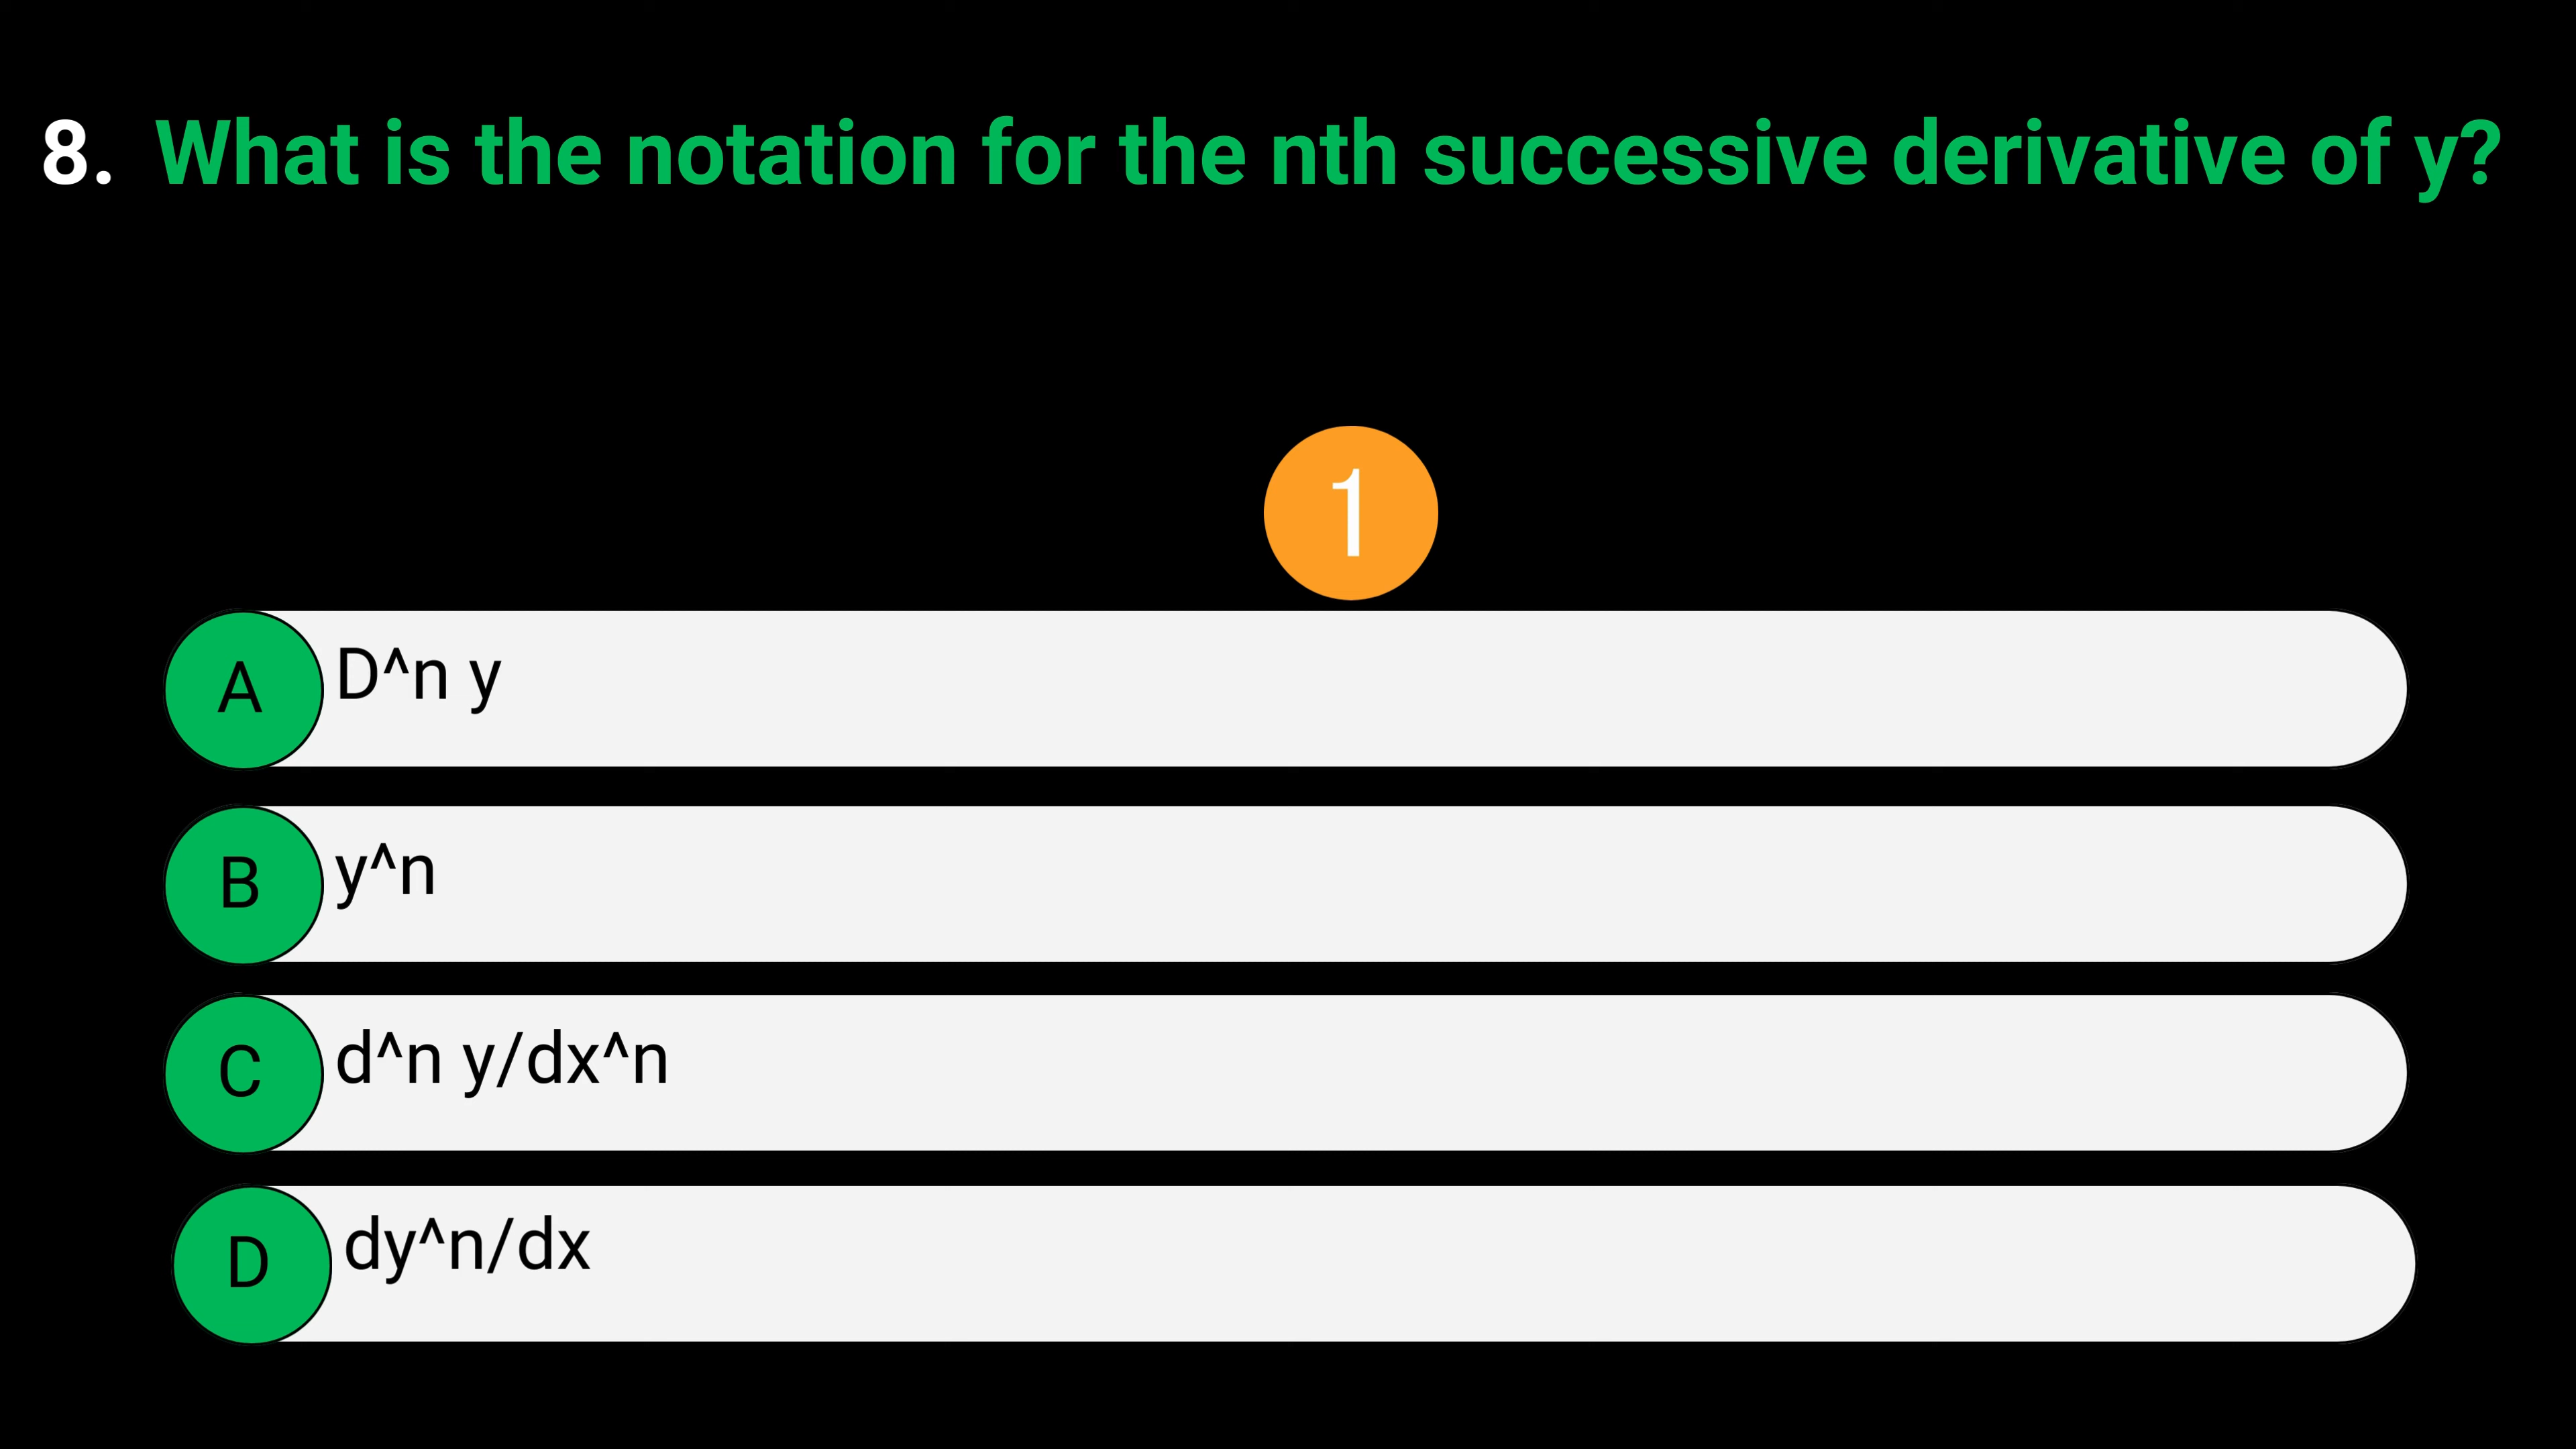 8. What is the notation for the nth successive derivative of y?
1
A D^n y
B y^n
C d^n y/dx^n
D dy^n/dx